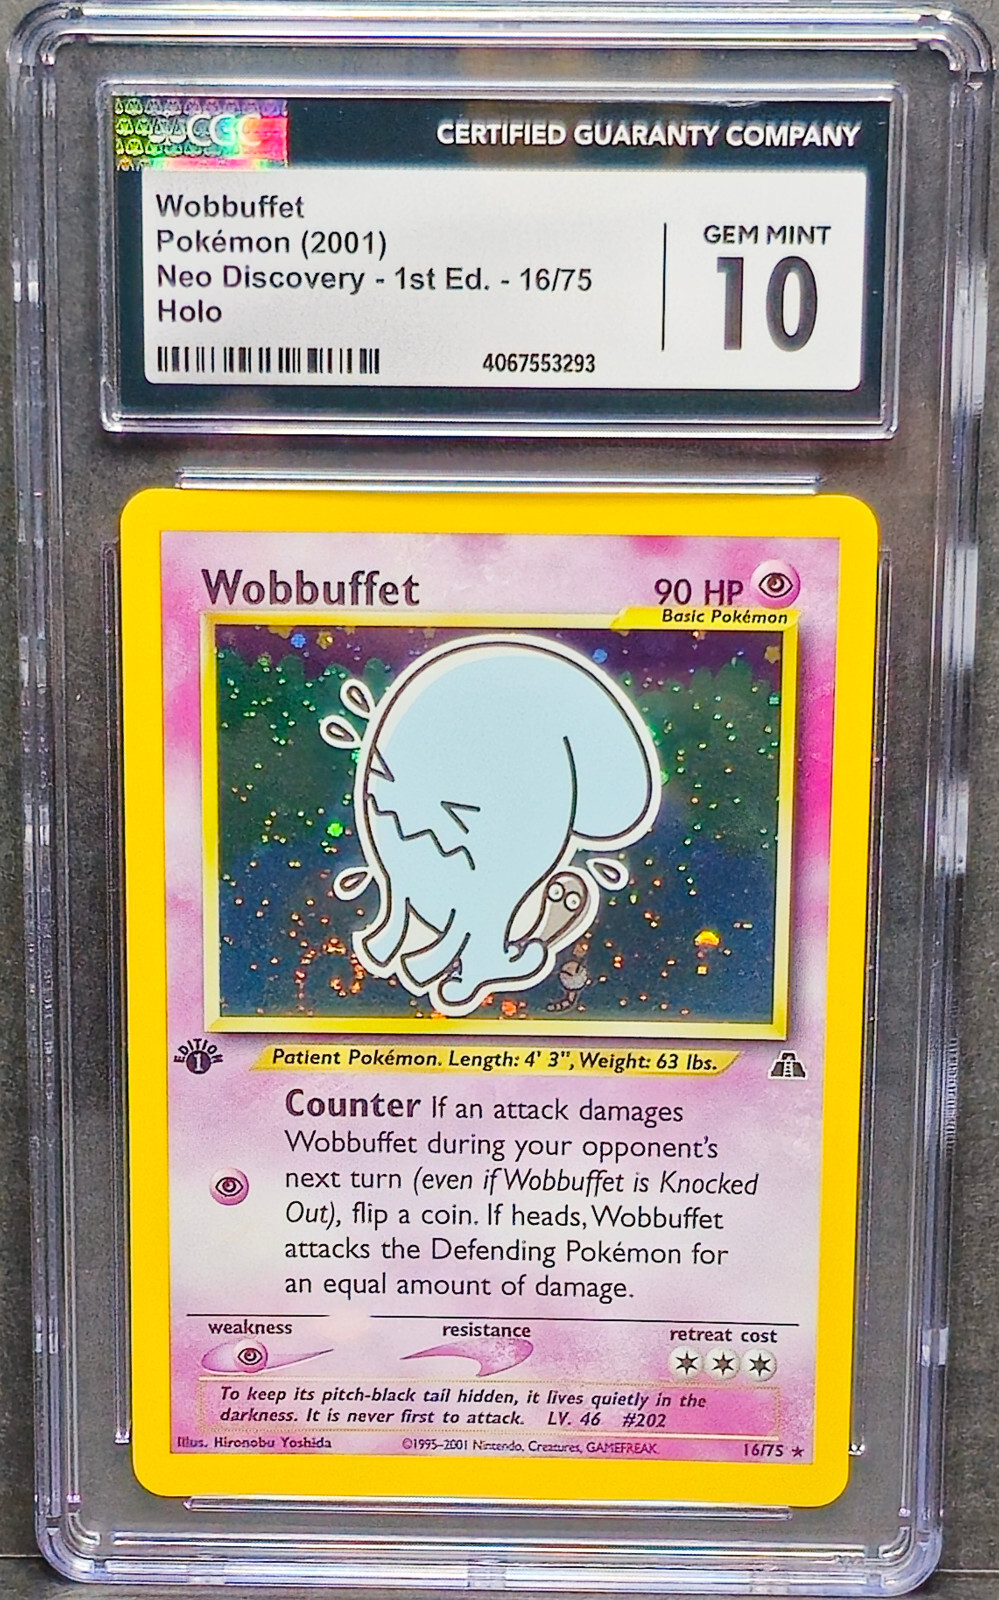 CGC
CERTIFIED GUARANTY COMPANY
Wobbuffet
Pokémon (2001)
Neo Discovery - 1st Ed. - 16/75
Holo
4067553293
GEM MINT
10
Wobbuffet
90 HP
Basic Pokémon
EDITION
1
Patient Pokémon. Length: 4' 3", Weight: 63 lbs.
Counter If an attack damages
Wobbuffet during your opponent's
next turn (even if Wobbuffet is Knocked
Out), flip a coin. If heads, Wobbuffet
attacks the Defending Pokémon for
an equal amount of damage.
weakness
resistance
retreat cost
To keep its pitch-black tail hidden, it lives quietly in the
darkness. It is never first to attack. LV. 46 #202
Illus. Hironobu Yoshida
©1995-2001 Nintendo, Creatures, GAMEFREAK.
16/75 ★